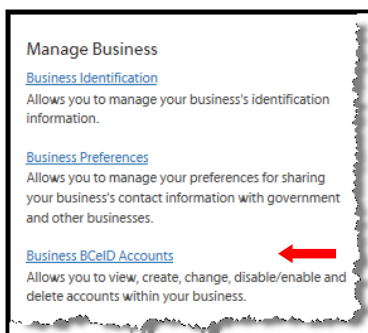 Manage Business
Business Identification
Allows you to manage your business's identification
information.
Business Preferences
Allows you to manage your preferences for sharing
your business's contact information with government
and other businesses.
Business BCeID Accounts
Allows you to view, create, change, disable/enable and
delete accounts within your business.